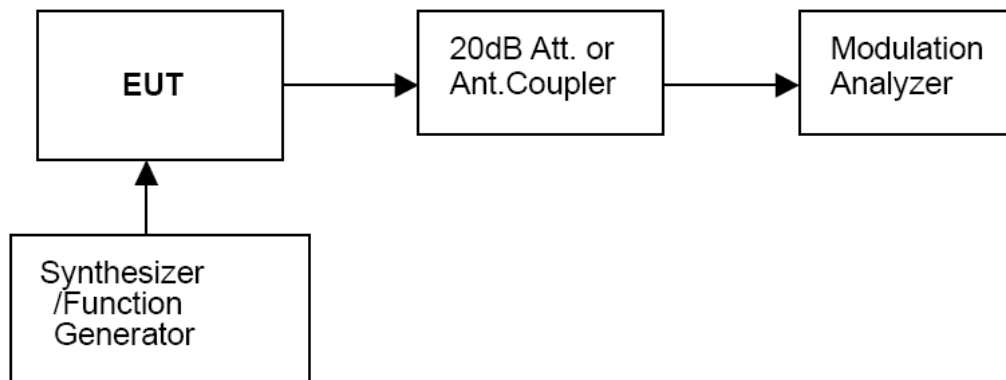 EUT
20dB Att. or
Ant.Coupler
Modulation
Analyzer
Synthesizer
/Function
Generator